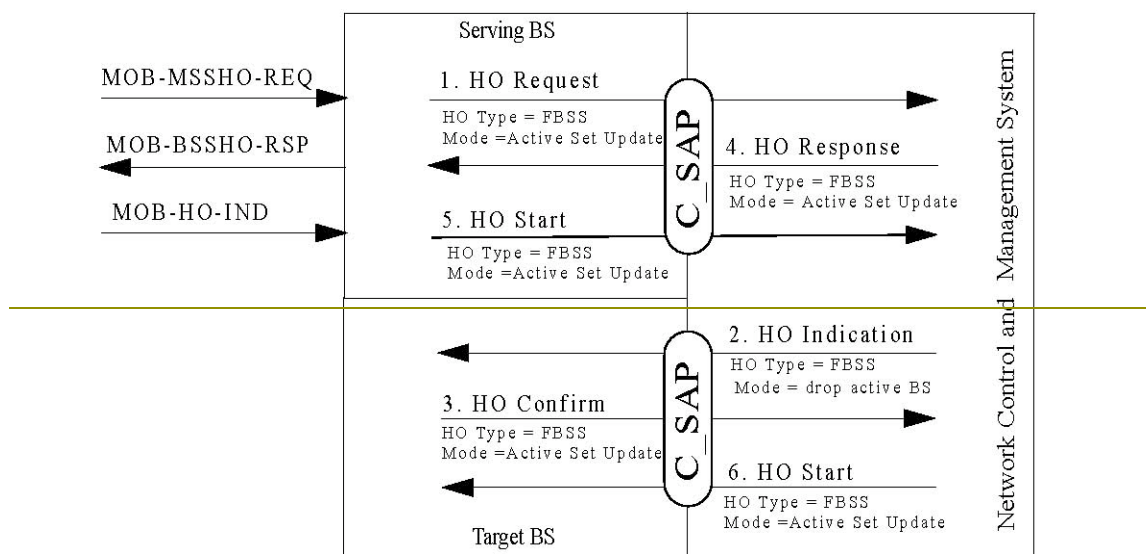 Serving BS
MOB-MSSHO-REQ
1. HO Request
HO Type = FBSS
Mode =Active Set Update
MOB-BSSHO-RSP
4. HO Response
HO Type = FBSS
Mode = Active Set Update
MOB-HO-IND
5. HO Start
HO Type = FBSS
Mode =Active Set Update
C_SAP
Network Control and Management System
2. HO Indication
HO Type = FBSS
Mode = drop active BS
3. HO Confirm
HO Type = FBSS
Mode =Active Set Update
C_SAP
6. HO Start
HO Type = FBSS
Mode =Active Set Update
Target BS